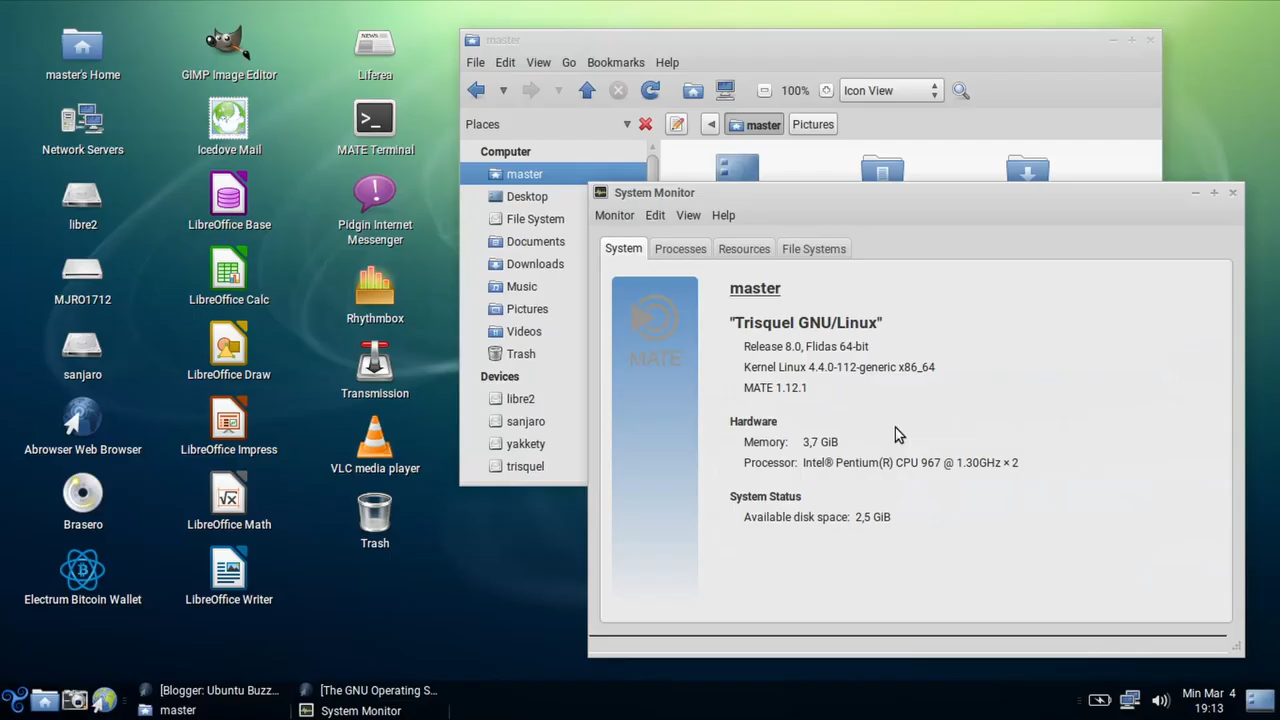 master's Home
GIMP Image Editor
NEWS
Liferea
Network Servers
Icedove Mail
>_
MATE Terminal
libre2
LibreOffice Base
Pidgin Internet
Messenger
MJRO1712
LibreOffice Calc
Rhythmbox
sanjaro
LibreOffice Draw
Transmission
Abrowser Web Browser
LibreOffice Impress
VLC media player
Brasero
LibreOffice Math
Trash
Electrum Bitcoin Wallet
LibreOffice Writer
master
File Edit View Go Bookmarks Help
100% Icon View
Places master Pictures
Computer
master
Desktop
File System
Documents
Downloads
Music
Pictures
Videos
Trash
Devices
libre2
sanjaro
yakkety
trisquel
System Monitor
Monitor Edit View Help
System Processes Resources File Systems
MATE
master
"Trisquel GNU/Linux"
Release 8.0, Flidas 64-bit
Kernel Linux 4.4.0-112-generic x86_64
MATE 1.12.1
Hardware
Memory: 3,7 GiB
Processor: Intel® Pentium(R) CPU 967 @ 1.30GHz × 2
System Status
Available disk space: 2,5 GiB
[Blogger: Ubuntu Buzz...
[The GNU Operating S...
master
System Monitor
Min Mar 4
19:13